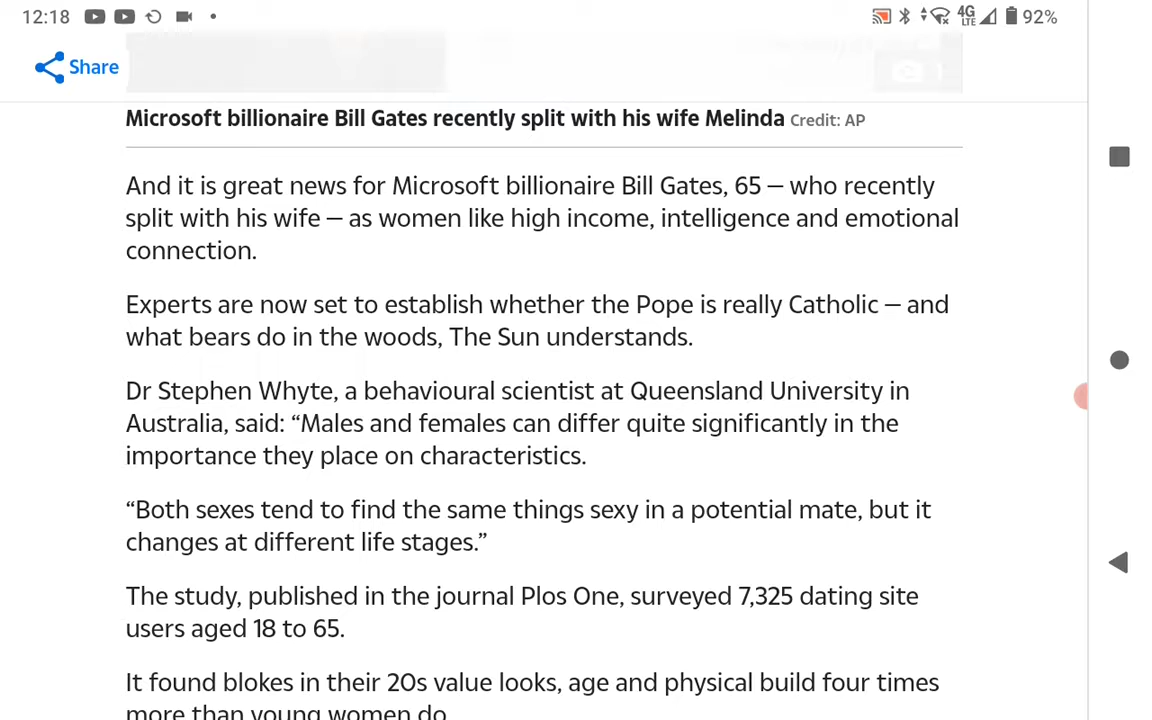 12:18
4G
LTE
92%
Share
Microsoft billionaire Bill Gates recently split with his wife Melinda Credit: AP
And it is great news for Microsoft billionaire Bill Gates, 65 – who recently
split with his wife – as women like high income, intelligence and emotional
connection.
Experts are now set to establish whether the Pope is really Catholic – and
what bears do in the woods, The Sun understands.
Dr Stephen Whyte, a behavioural scientist at Queensland University in
Australia, said: “Males and females can differ quite significantly in the
importance they place on characteristics.
“Both sexes tend to find the same things sexy in a potential mate, but it
changes at different life stages.”
The study, published in the journal Plos One, surveyed 7,325 dating site
users aged 18 to 65.
It found blokes in their 20s value looks, age and physical build four times
more than young women do